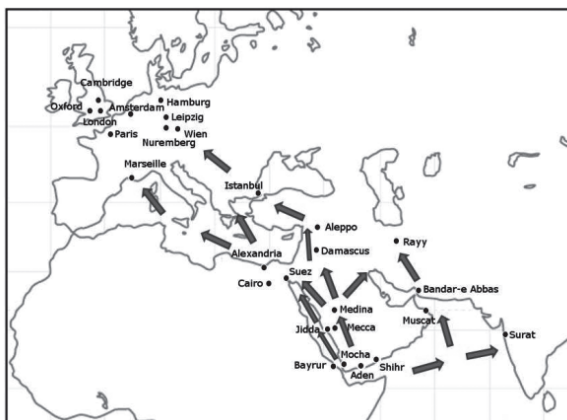 Cambridge
Oxford
Amsterdam
Hamburg
London
Leipzig
Paris
Nuremberg
Wien
Marseille
Istanbul
Aleppo
Rayy
Damascus
Alexandria
Suez
Cairo
Bandar-e Abbas
Medina
Muscat
Jidda
Mecca
Surat
Mocha
Bayrur
Aden
Shihr